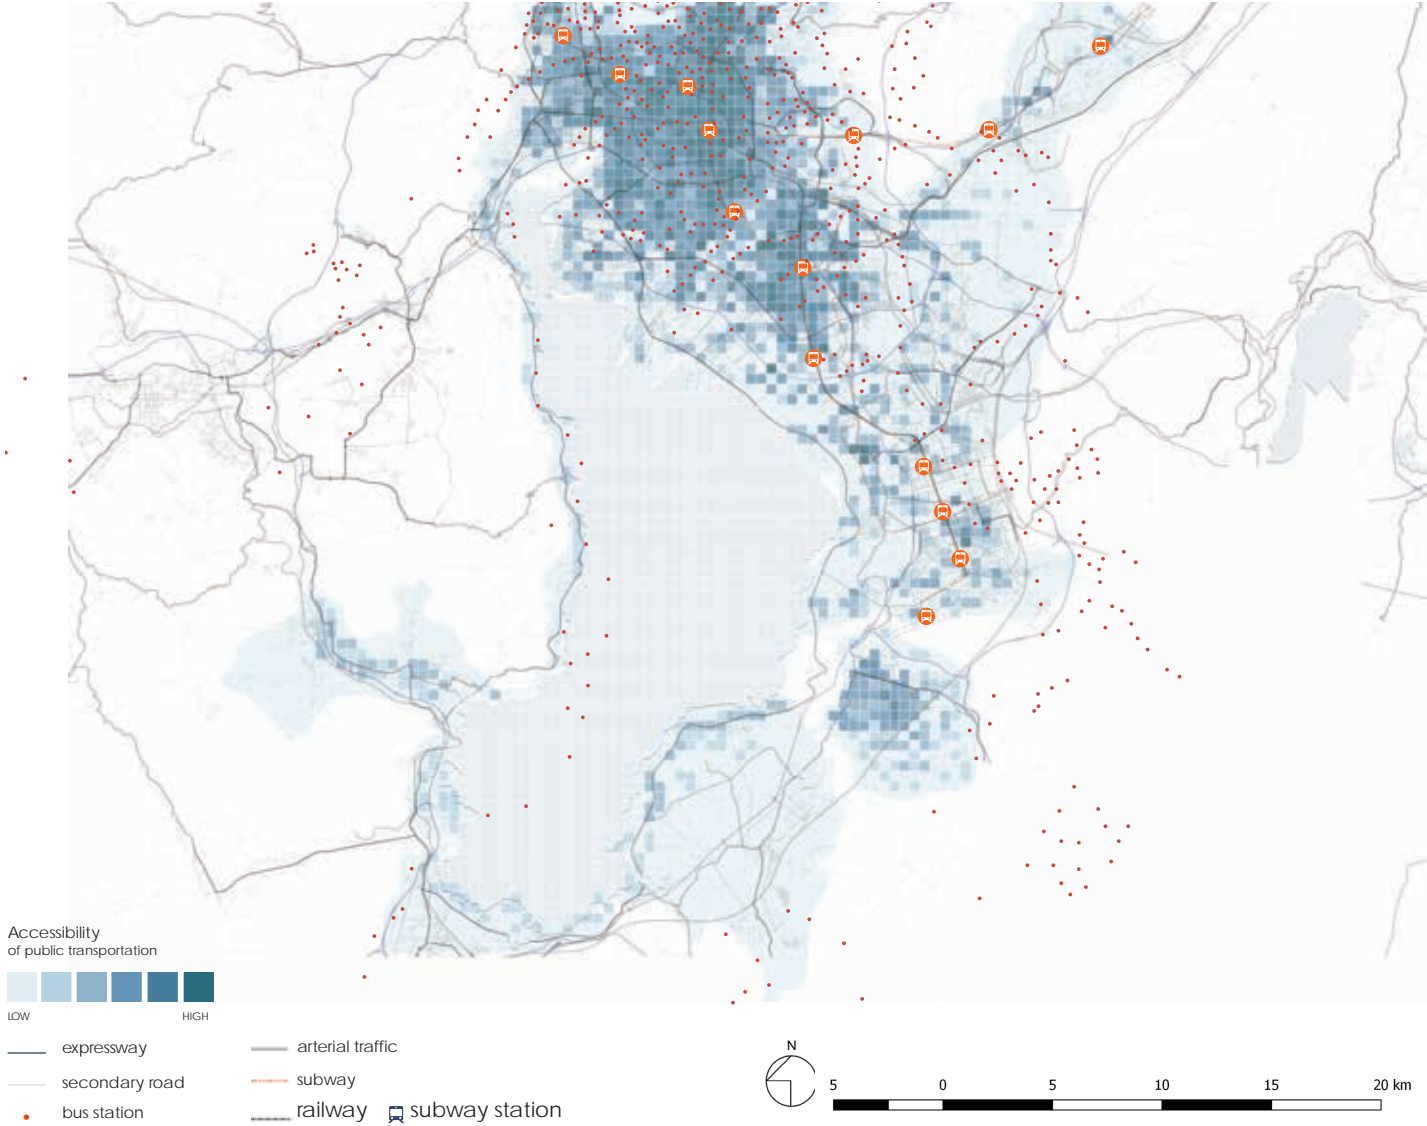 Accessibility
of public transportation
LOW HIGH
expressway
secondary road
bus station
arterial traffic
subway
railway
subway station
N
5 0 5 10 15 20 km